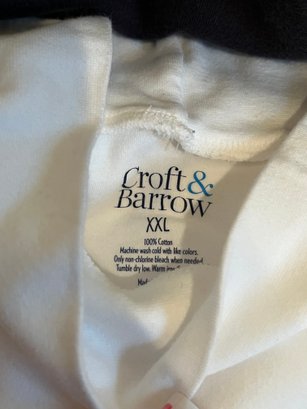 Croft &
Barrow
XXL
100% Cotton
Machine wash cold with like colors.
Only non-chlorine bleach when needed.
Tumble dry low. Warm